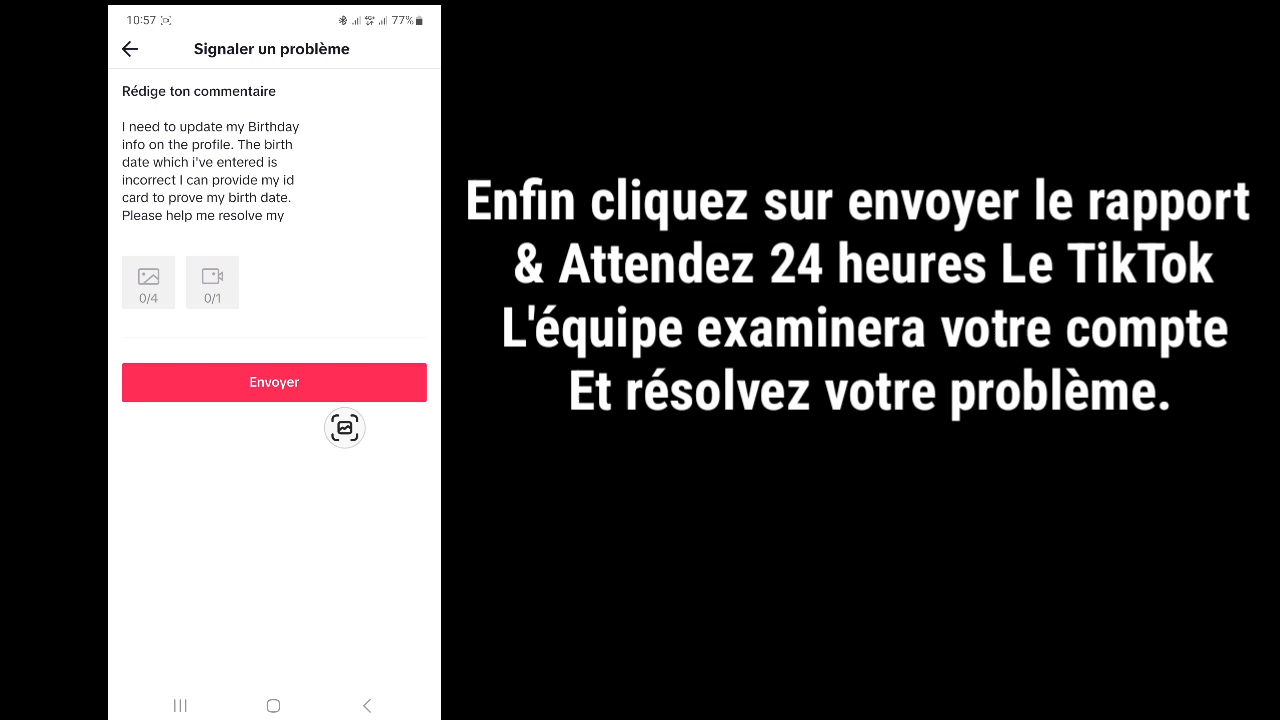 10:57
77%
Signaler un problème
Rédige ton commentaire
I need to update my Birthday
info on the profile. The birth
date which i've entered is
incorrect I can provide my id
card to prove my birth date.
Please help me resolve my
0/4
0/1
Envoyer
Enfin cliquez sur envoyer le rapport
& Attendez 24 heures Le TikTok
L'équipe examinera votre compte
Et résolvez votre problème.